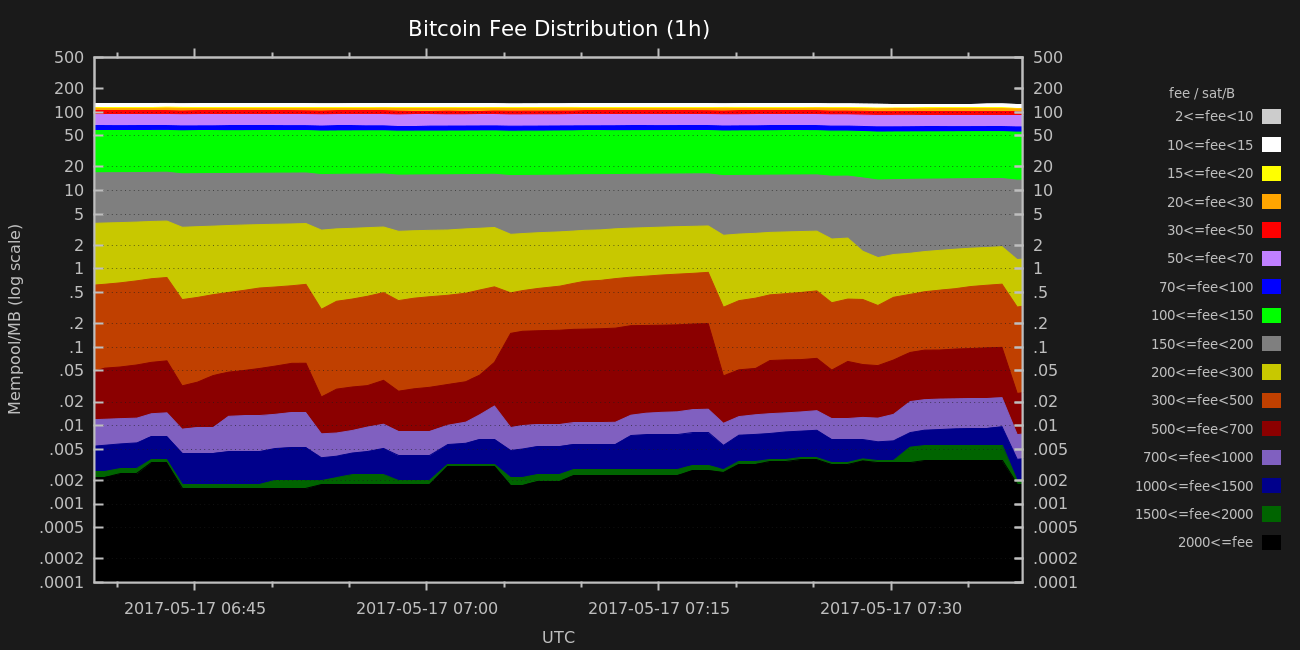 Bitcoin Fee Distribution (1h)
500
200
100
50
20
10
5
2
1
.5
.2
.1
.05
.02
.01
.005
.002
.001
.0005
.0002
.0001
Mempool/MB (log scale)
500
200
100
50
20
10
5
2
1
.5
.2
.1
.05
.02
.01
.005
.002
.001
.0005
.0002
.0001
2017-05-17 06:45
2017-05-17 07:00
2017-05-17 07:15
2017-05-17 07:30
UTC
fee / sat/B
2<=fee<10
10<=fee<15
15<=fee<20
20<=fee<30
30<=fee<50
50<=fee<70
70<=fee<100
100<=fee<150
150<=fee<200
200<=fee<300
300<=fee<500
500<=fee<700
700<=fee<1000
1000<=fee<1500
1500<=fee<2000
2000<=fee